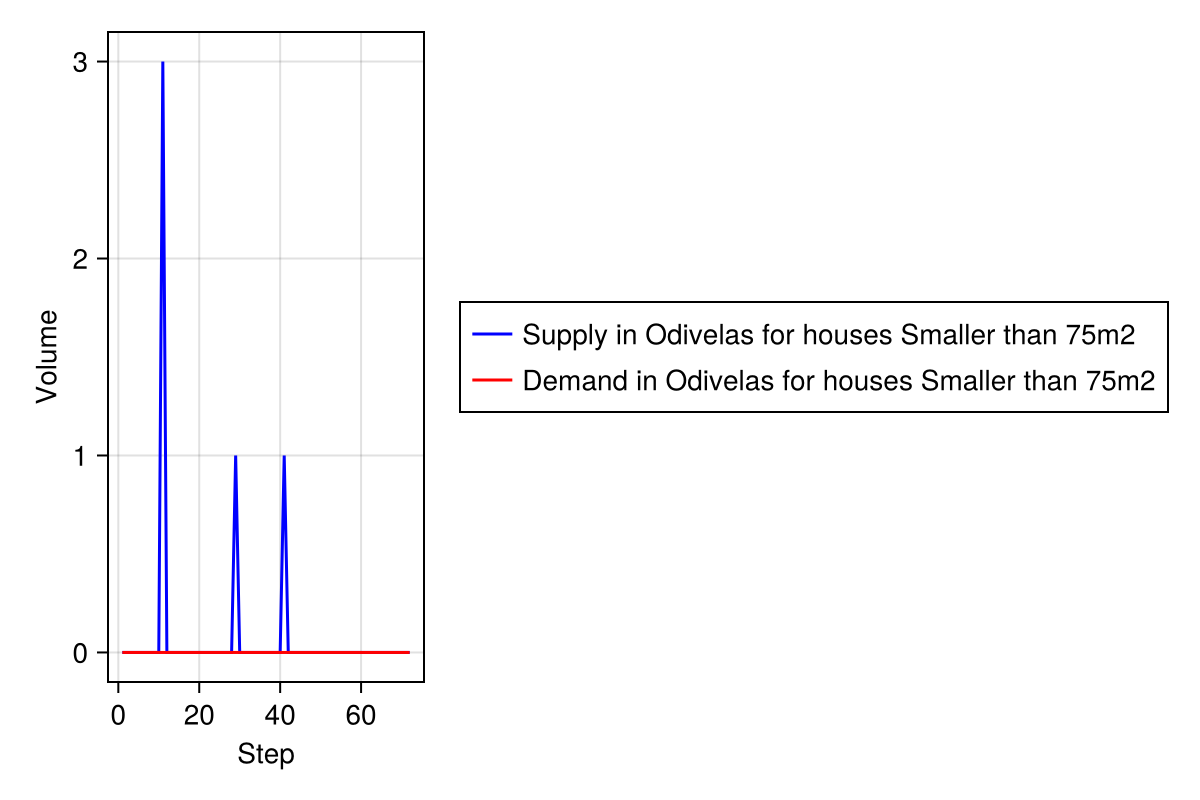 3
2
1
0
Volume
0 20 40 60
Step
Supply in Odivelas for houses Smaller than 75m2
Demand in Odivelas for houses Smaller than 75m2